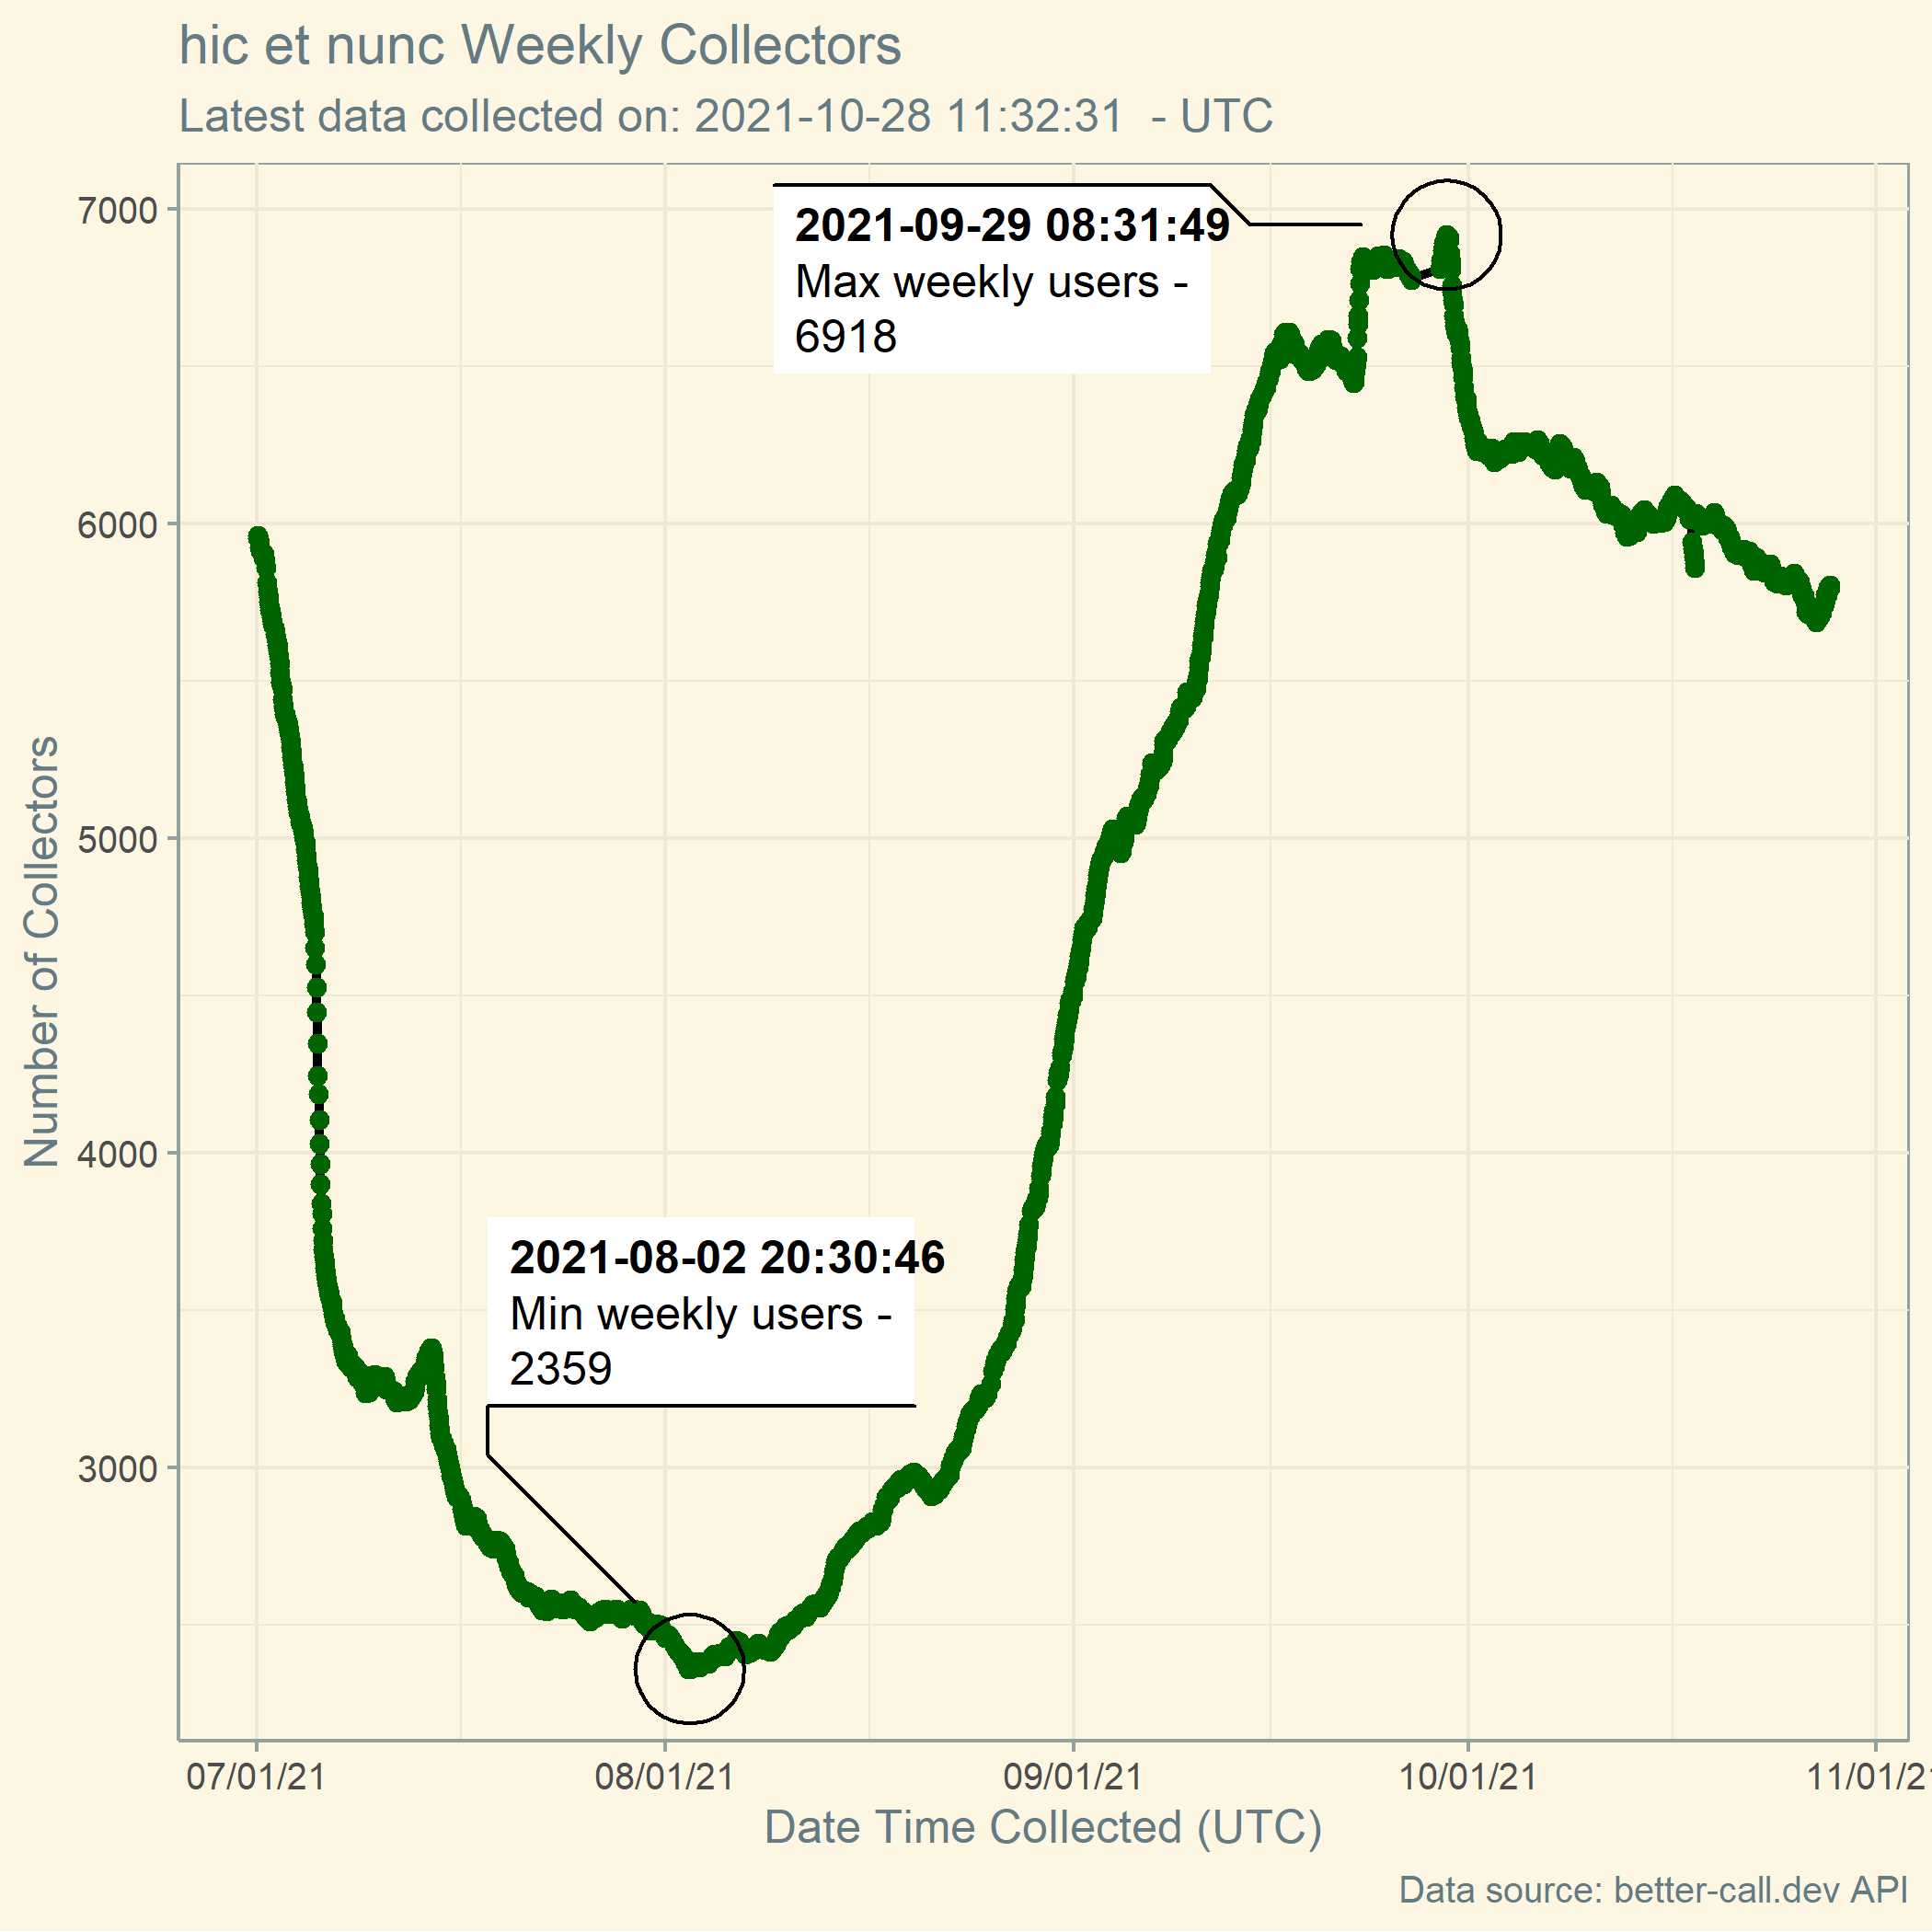 hic et nunc Weekly Collectors
Latest data collected on: 2021-10-28 11:32:31  - UTC
7000
6000
5000
4000
3000
Number of Collectors
2021-09-29 08:31:49
Max weekly users -
6918
2021-08-02 20:30:46
Min weekly users -
2359
07/01/21
08/01/21
09/01/21
10/01/21
11/01/21
Date Time Collected (UTC)
Data source: better-call.dev API